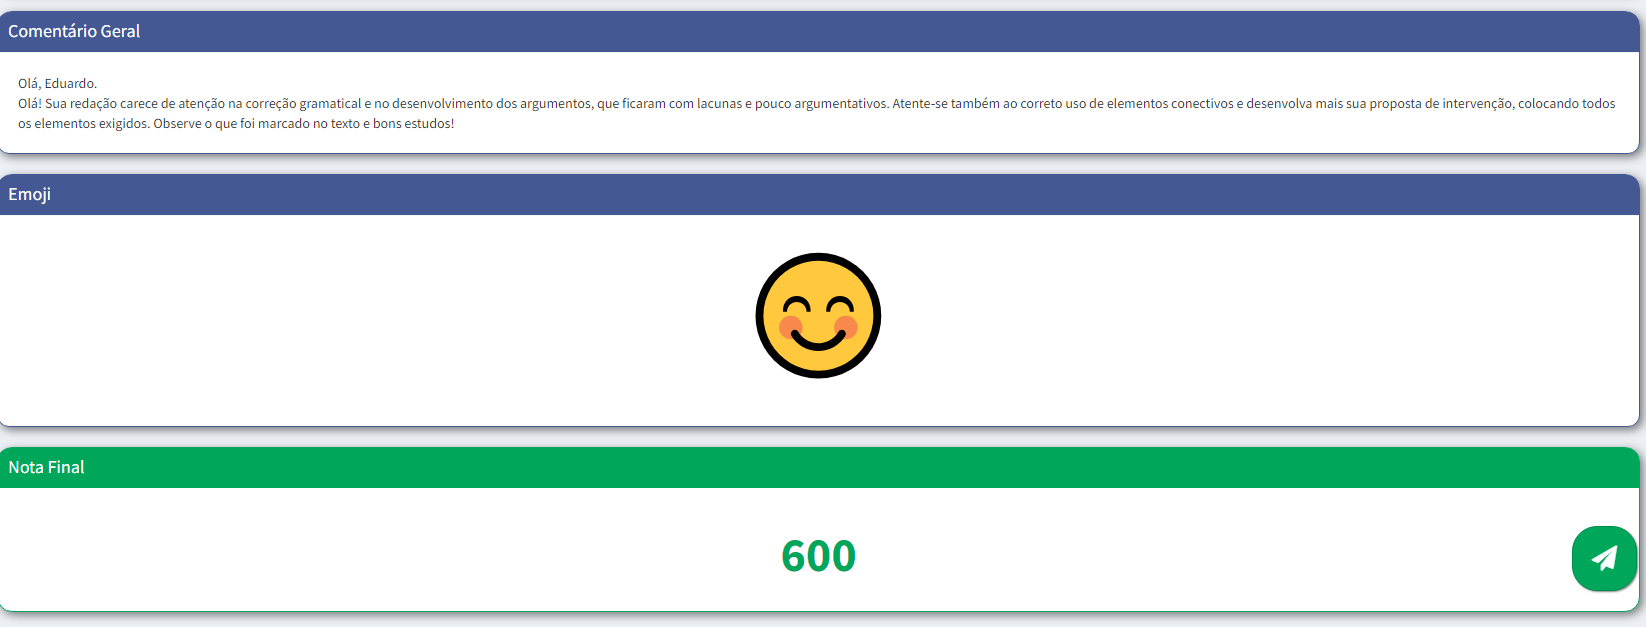 Comentário Geral
Olá, Eduardo.
Olá! Sua redação carece de atenção na correção gramatical e no desenvolvimento dos argumentos, que ficaram com lacunas e pouco argumentativos. Atente-se também ao correto uso de elementos conectivos e desenvolva mais sua proposta de intervenção, colocando todos
os elementos exigidos. Observe o que foi marcado no texto e bons estudos!
Emoji
Nota Final
600